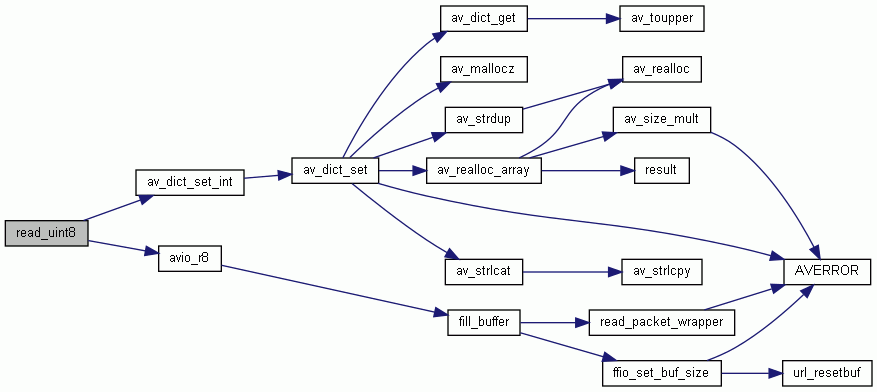 av_dict_get
av_toupper
av_mallocz
av_realloc
av_strdup
av_size_mult
av_dict_set
av_realloc_array
result
av_dict_set_int
read_uint8
avio_r8
av_strlcat
av_strlcpy
AVERROR
fill_buffer
read_packet_wrapper
ffio_set_buf_size
url_resetbuf